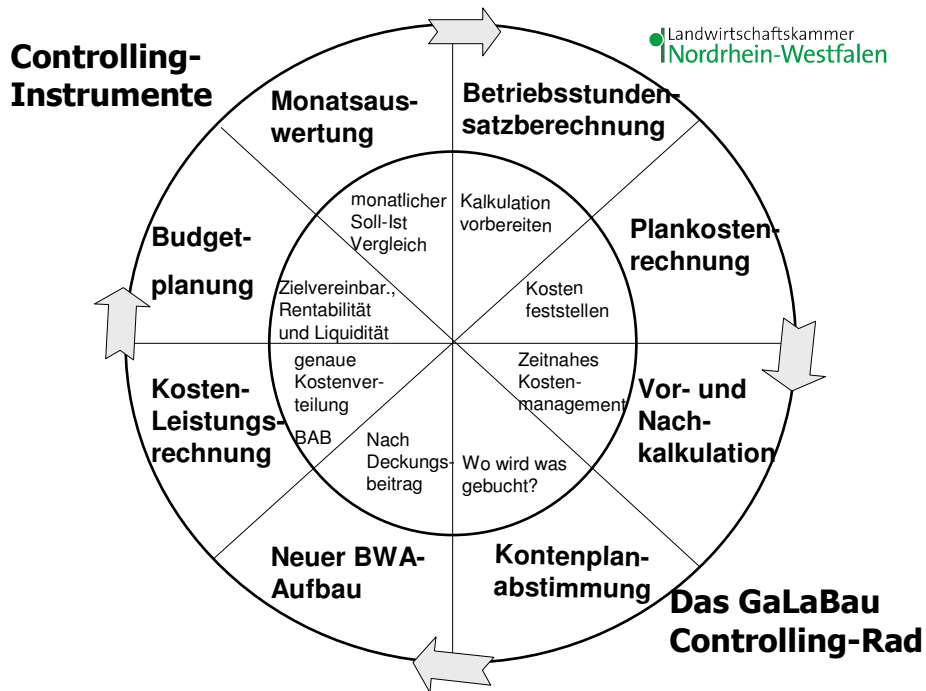 Controlling-
Instrumente
Landwirtschaftskammer
Nordrhein-Westfalen
Monatsaus-
wertung
Betriebsstunden-
satzberechnung
monatlicher
Soll-Ist
Vergleich
Kalkulation
vorbereiten
Budget-
planung
Plankosten-
rechnung
Zielvereinbar.,
Rentabilität
und Liquidität
Kosten
feststellen
Kosten-
Leistungs-
rechnung
genaue
Kostenver-
teilung
BAB
Zeitnahes
Kosten-
management
Vor- und
Nach-
kalkulation
Nach
Deckungs-
beitrag
Wo wird was
gebucht?
Neuer BWA-
Aufbau
Kontenplan-
abstimmung
Das GaLaBau
Controlling-Rad